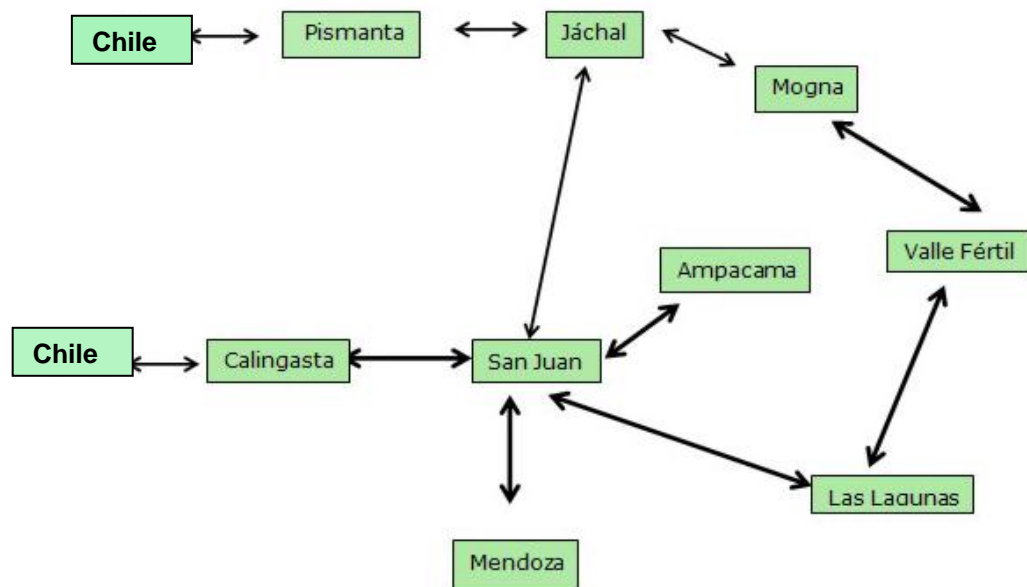 Chile
Pismanta
Jáchal
Mogna
Valle Fértil
Ampacama
Chile
Calingasta
San Juan
Las Lagunas
Mendoza